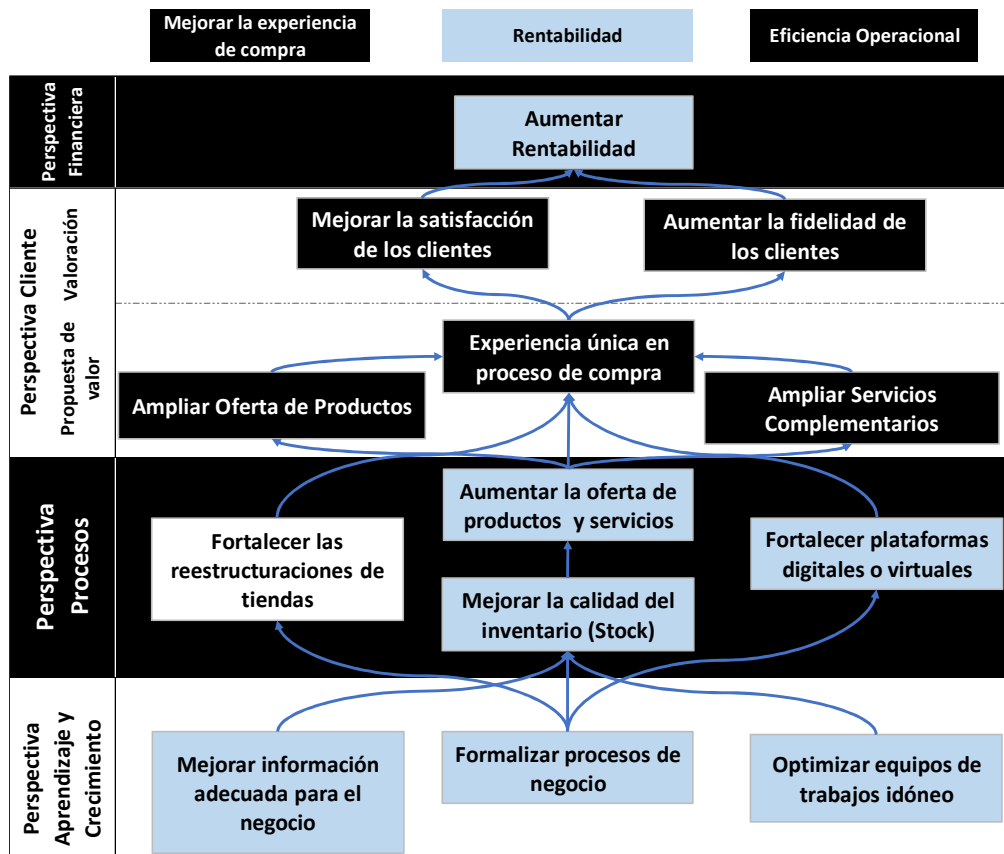 Mejorar la experiencia
de compra
Rentabilidad
Eficiencia Operacional
Perspectiva
Financiera
Aumentar
Rentabilidad
Perspectiva Cliente
Valoración
Mejorar la satisfacción
de los clientes
Aumentar la fidelidad de
los clientes
Propuesta de
valor
Experiencia única en
proceso de compra
Ampliar Oferta de Productos
Ampliar Servicios
Complementarios
Perspectiva
Procesos
Aumentar la oferta de
productos y servicios
Fortalecer las
reestructuraciones de
tiendas
Fortalecer plataformas
digitales o virtuales
Mejorar la calidad del
inventario (Stock)
Perspectiva
Aprendizaje y
Crecimiento
Mejorar información
adecuada para el
negocio
Formalizar procesos de
negocio
Optimizar equipos de
trabajos idóneo